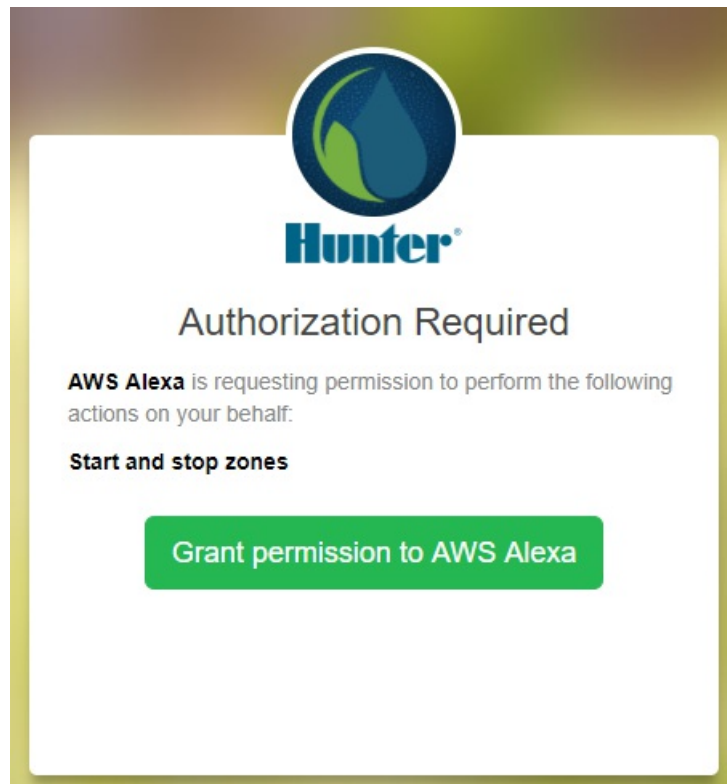 Hunter®
Authorization Required
AWS Alexa is requesting permission to perform the following
actions on your behalf:
Start and stop zones
Grant permission to AWS Alexa